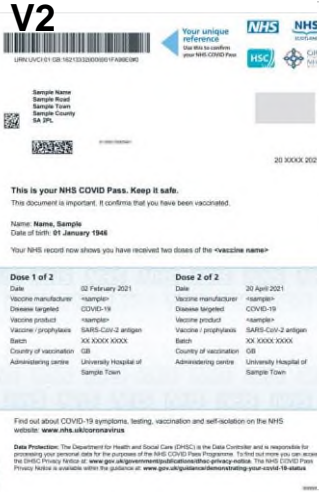 V2
Your unique
reference
Use this to confirm
your NHS COVID Pass
NHS
NHS
HSC
Sample Name
Sample Road
Sample Town
Sample County
SA 3PL
20 XXXX 202
This is your NHS COVID Pass. Keep it safe.
This document is important. It confirms that you have been vaccinated.
Name: Name, Sample
Date of birth: 01 January 1946
Your NHS record now shows you have received two doses of the <vaccine name>
Dose 1 of 2
Date 02 February 2021
Vaccine manufacturer <sample>
Disease targeted COVID-19
Vaccine product <sample>
Vaccine / prophylaxis SARS-CoV-2 antigen
Batch XX XXXX XXXX
Country of vaccination GB
Administering centre University Hospital of
Sample Town
Dose 2 of 2
Date 20 April 2021
Vaccine manufacturer <sample>
Disease targeted COVID-19
Vaccine product <sample>
Vaccine / prophylaxis SARS-CoV-2 antigen
Batch XX XXXX XXXX
Country of vaccination GB
Administering centre University Hospital of
Sample Town
Find out about COVID-19 symptoms, testing, vaccination and self-isolation on the NHS
website: www.nhs.uk/coronavirus
Data Protection: The Department for Health and Social Care (DHSC) is the Data Controller and is responsible for
processing your personal data for the purposes of the NHS COVID Pass Programme. To find out more you can access
the DHSC Privacy Notice at: www.gov.uk/government/publications/dhsc-privacy-notice. The NHS COVID Pass
Privacy Notice is available within the guidance at: www.gov.uk/guidance/demonstrating-your-covid-19-status